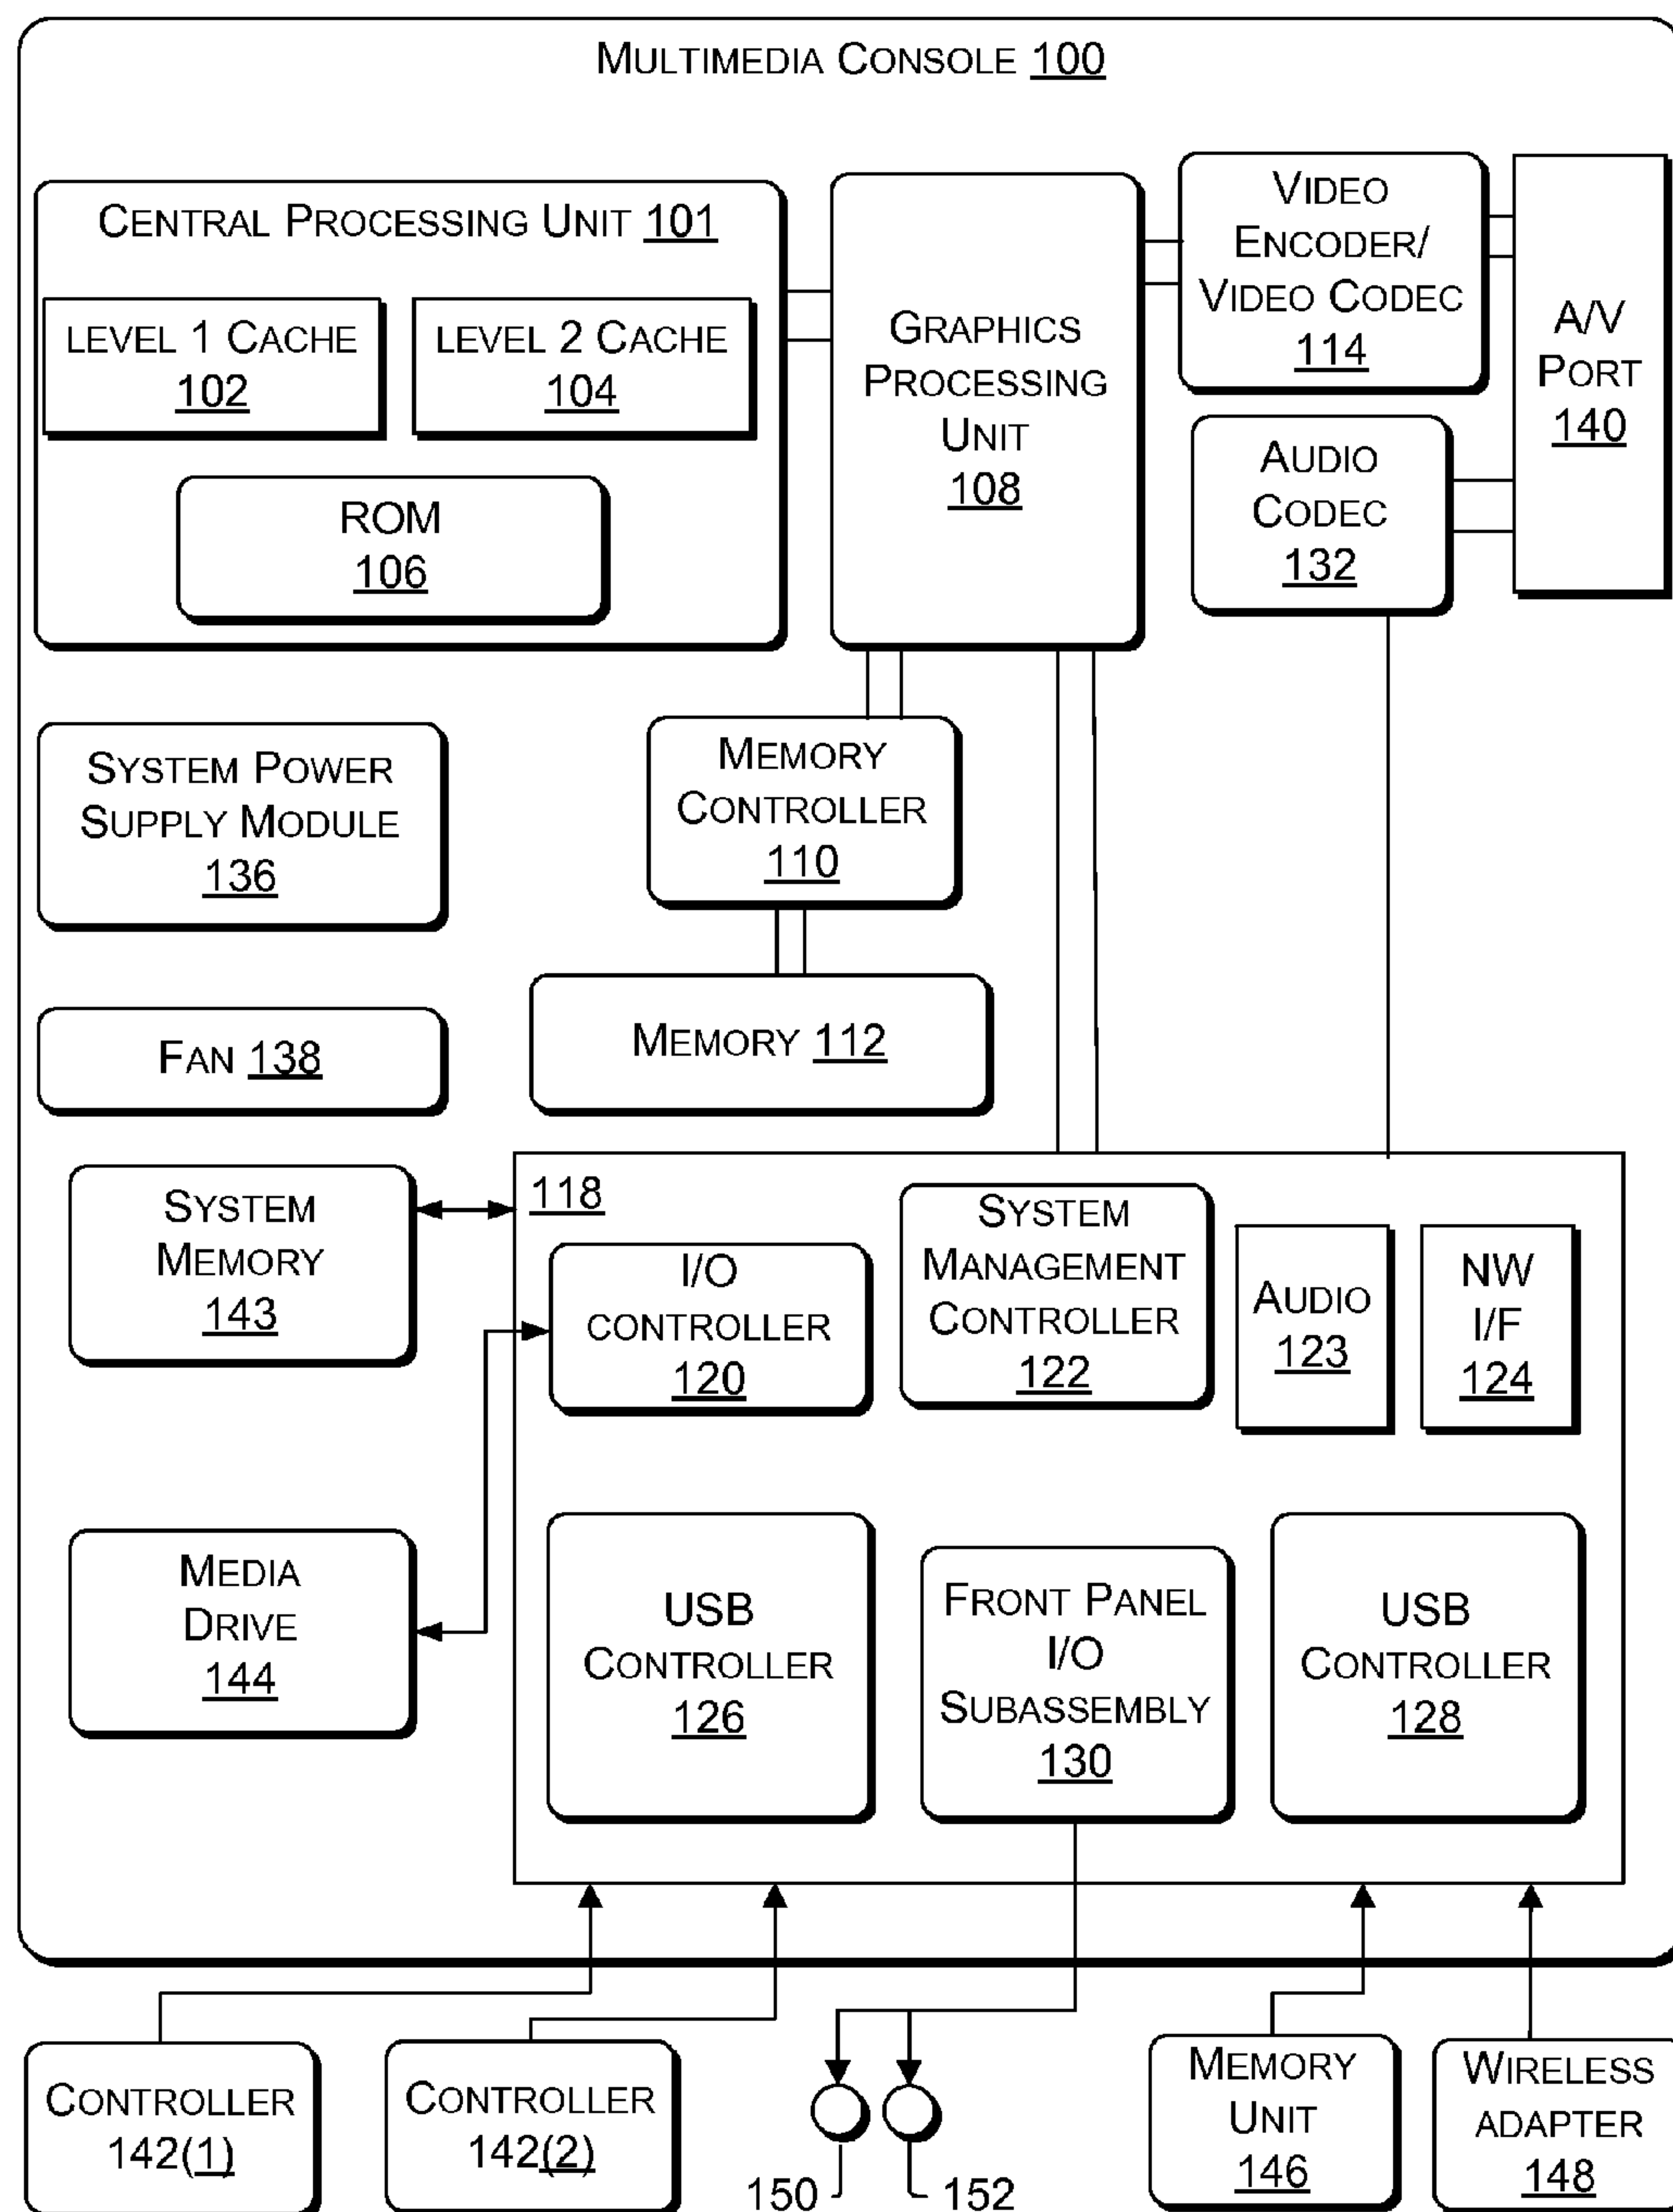 MULTIMEDIA CONSOLE 100
CENTRAL PROCESSING UNIT 101
LEVEL 1 CACHE
102
LEVEL 2 CACHE
104
ROM
106
GRAPHICS
PROCESSING
UNIT
108
VIDEO
ENCODER/
VIDEO CODEC
114
A/V
PORT
140
AUDIO
CODEC
132
SYSTEM POWER
SUPPLY MODULE
136
MEMORY
CONTROLLER
110
FAN 138
MEMORY 112
SYSTEM
MEMORY
143
118
I/O
CONTROLLER
120
SYSTEM
MANAGEMENT
CONTROLLER
122
AUDIO
123
NW
I/F
124
MEDIA
DRIVE
144
USB
CONTROLLER
126
FRONT PANEL
I/O
SUBASSEMBLY
130
USB
CONTROLLER
128
CONTROLLER
142(1)
CONTROLLER
142(2)
150
152
MEMORY
UNIT
146
WIRELESS
ADAPTER
148